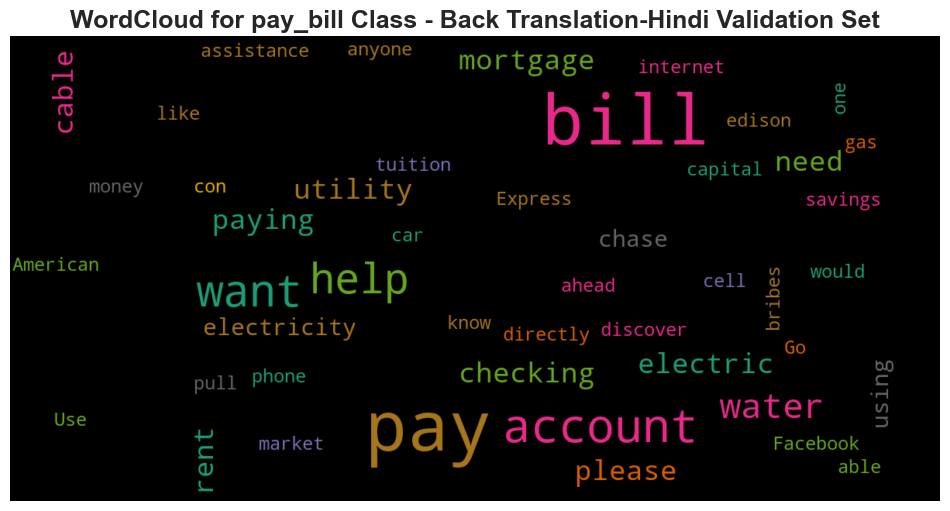 WordCloud for pay_bill Class - Back Translation-Hindi Validation Set
assistance
anyone
mortgage
internet
cable
like
bill
edison
one
gas
tuition
capital
need
money
con
utility
Express
savings
paying
car
chase
American
want
help
ahead
cell
bribes
would
electricity
know
directly
discover
Go
pull
phone
checking
electric
using
Use
rent
market
pay
account
water
please
Facebook
able